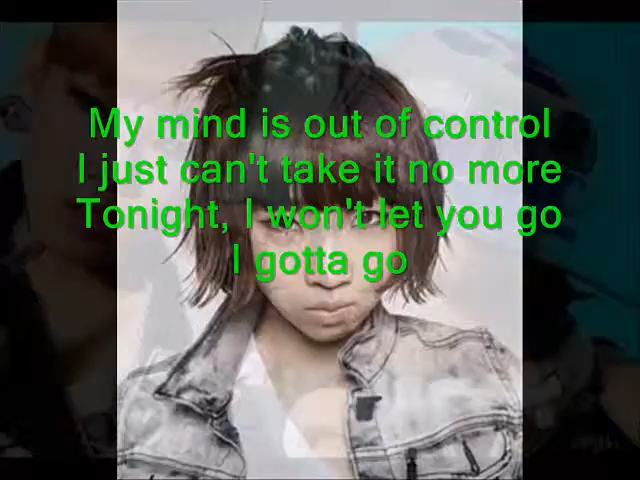 My mind is out of control
I just can't take it no more
Tonight, I won't let you go
I gotta go